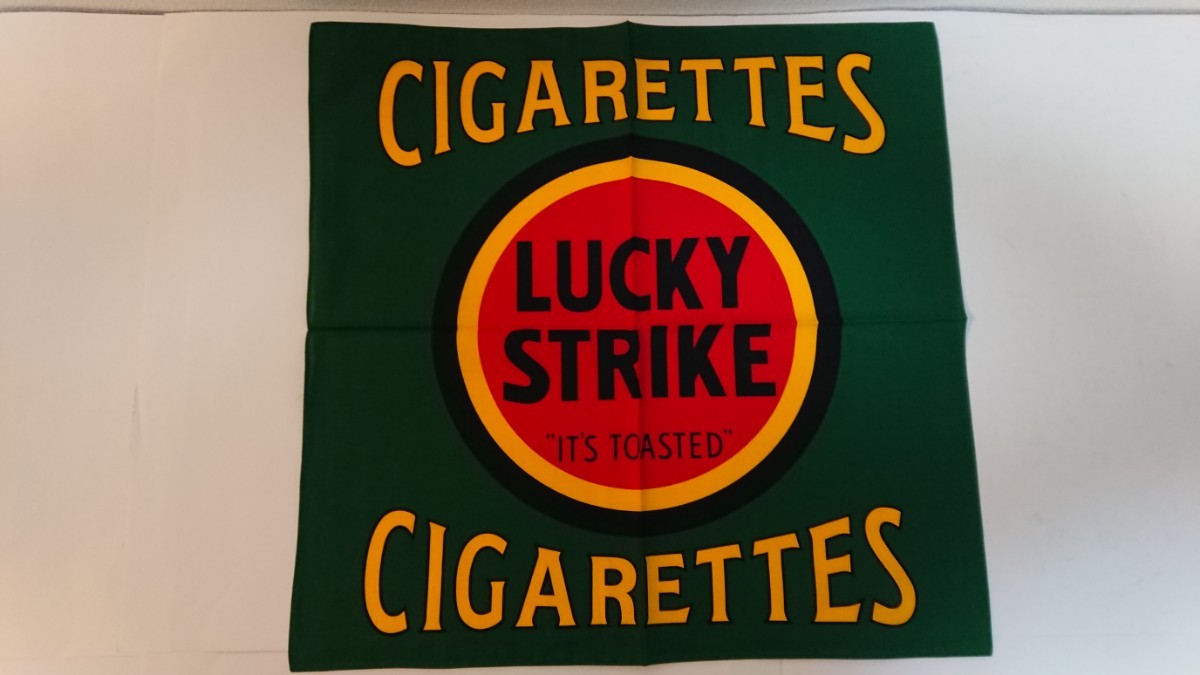 CIGARETTES
LUCKY
STRIKE
"IT'S TOASTED"
CIGARETTES